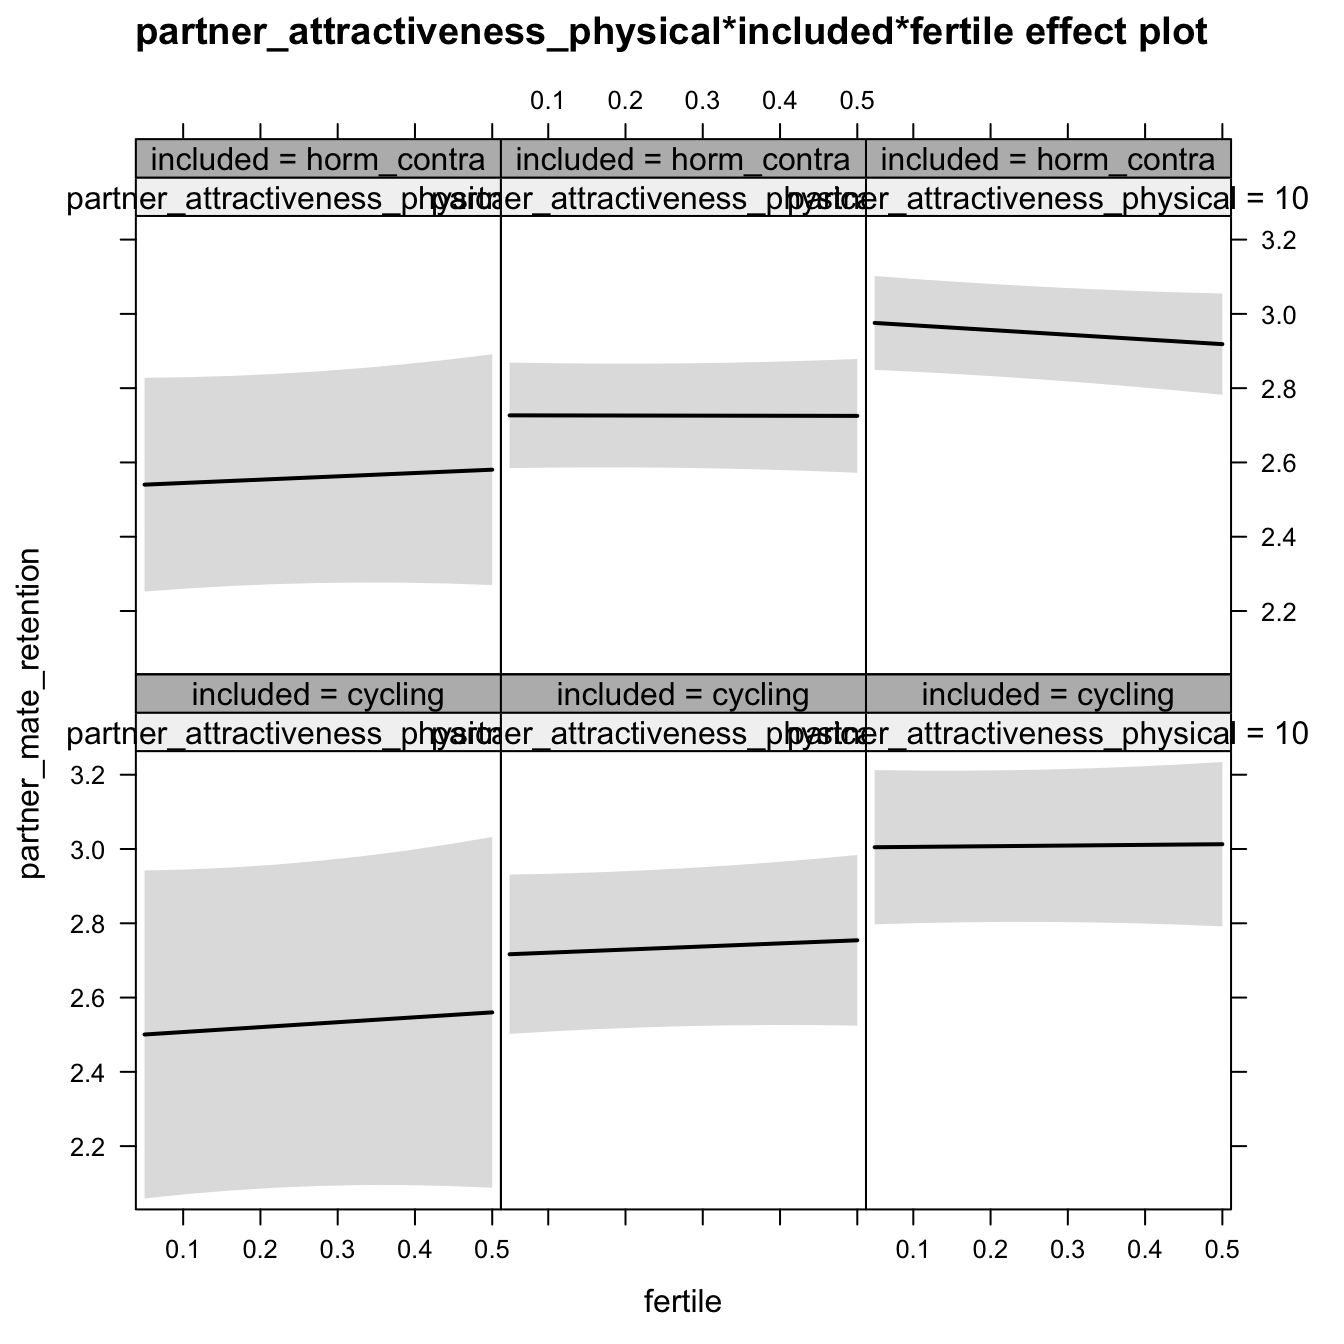 partner_attractiveness_physical*included*fertile effect plot
0.1 0.2 0.3 0.4 0.5
included = horm_contra included = horm_contra included = horm_contra
partner_attractiveness_physical = 10
3.2
3.0
2.8
2.6
2.4
2.2
partner_mate_retention
included = cycling included = cycling included = cycling
partner_attractiveness_physical = 10
3.2
3.0
2.8
2.6
2.4
2.2
0.1 0.2 0.3 0.4 0.5 0.1 0.2 0.3 0.4 0.5
fertile